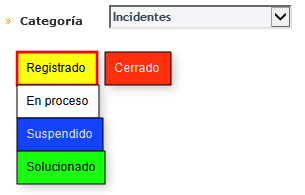 » Categoría Incidentes
Registrado Cerrado
En proceso
Suspendido
Solucionado